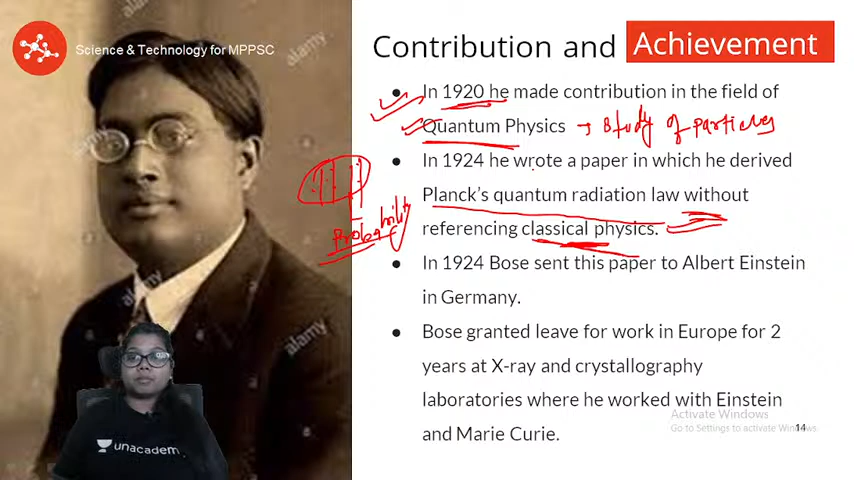 Science & Technology for MPPSC
alamy
Contribution and Achievement
In 1920 he made contribution in the field of
Quantum Physics → Study of particles
In 1924 he wrote a paper in which he derived
Planck's quantum radiation law without
referencing classical physics.
Probability
In 1924 Bose sent this paper to Albert Einstein
in Germany.
alamy
alamy
Bose granted leave for work in Europe for 2
years at X-ray and crystallography
laboratories where he worked with Einstein
and Marie Curie.
Activate Windows
Go to Settings to activate Windows.
14
unacademy